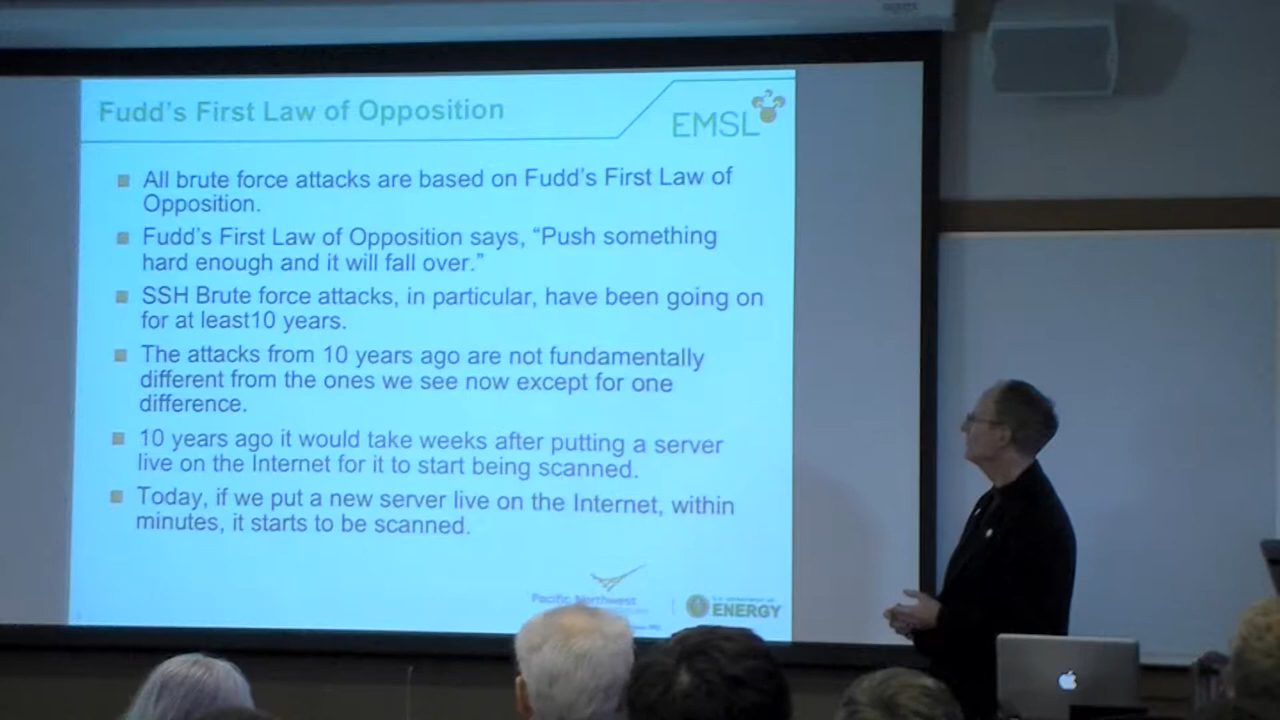 Fudd's First Law of Opposition
EMSL
All brute force attacks are based on Fudd's First Law of
Opposition.
Fudd's First Law of Opposition says, “Push something
hard enough and it will fall over.”
SSH Brute force attacks, in particular, have been going on
for at least10 years.
The attacks from 10 years ago are not fundamentally
different from the ones we see now except for one
difference.
10 years ago it would take weeks after putting a server
live on the Internet for it to start being scanned.
Today, if we put a new server live on the Internet, within
minutes, it starts to be scanned.
Pacific Northwest
ENERGY